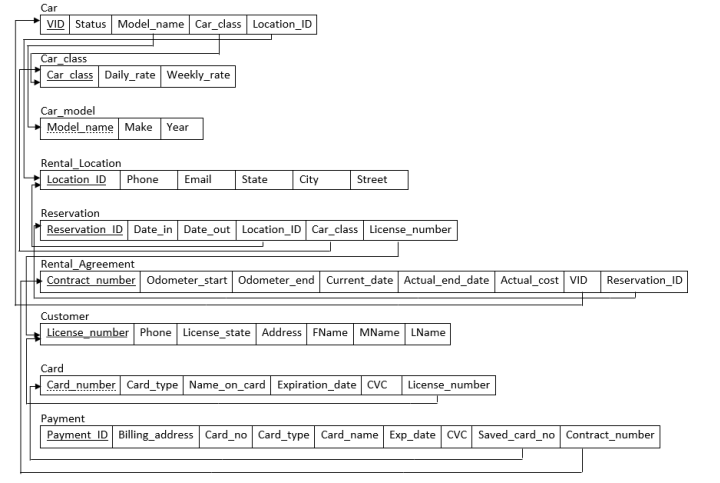 Car
VID Status Model_name Car_class Location_ID
Car_class
Car_class Daily_rate Weekly_rate
Car_model
Model_name Make Year
Rental_Location
Location_ID Phone Email State City Street
Reservation
Reservation_ID Date_in Date_out Location_ID Car_class License_number
Rental_Agreement
Contract_number Odometer_start Odometer_end Current_date Actual_end_date Actual_cost VID Reservation_ID
Customer
License_number Phone License_state Address FName MName LName
Card
Card_number Card_type Name_on_card Expiration_date CVC License_number
Payment
Payment_ID Billing_address Card_no Card_type Card_name Exp_date CVC Saved_card_no Contract_number